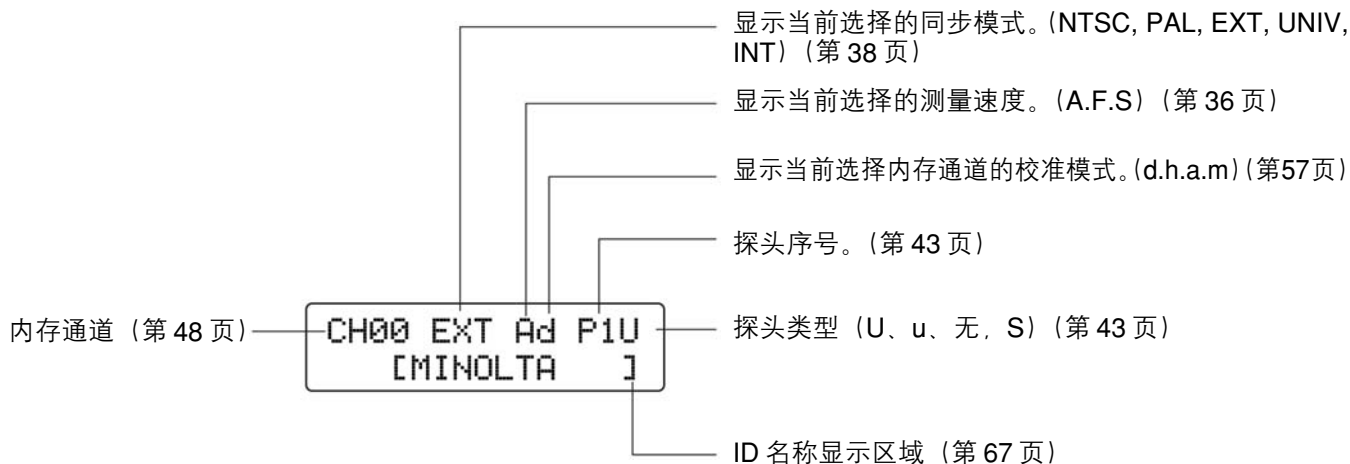 显示当前选择的同步模式。(NTSC, PAL, EXT, UNIV,
INT)(第 38 页)
显示当前选择的测量速度。(A.F.S)(第 36 页)
显示当前选择内存通道的校准模式。(d.h.a.m)(第57页)
探头序号。(第 43 页)
内存通道(第 48 页)
CH00 EXT Ad P1U
[MINOLTA ]
探头类型(U、u、无, S)(第 43 页)
ID 名称显示区域(第 67 页)